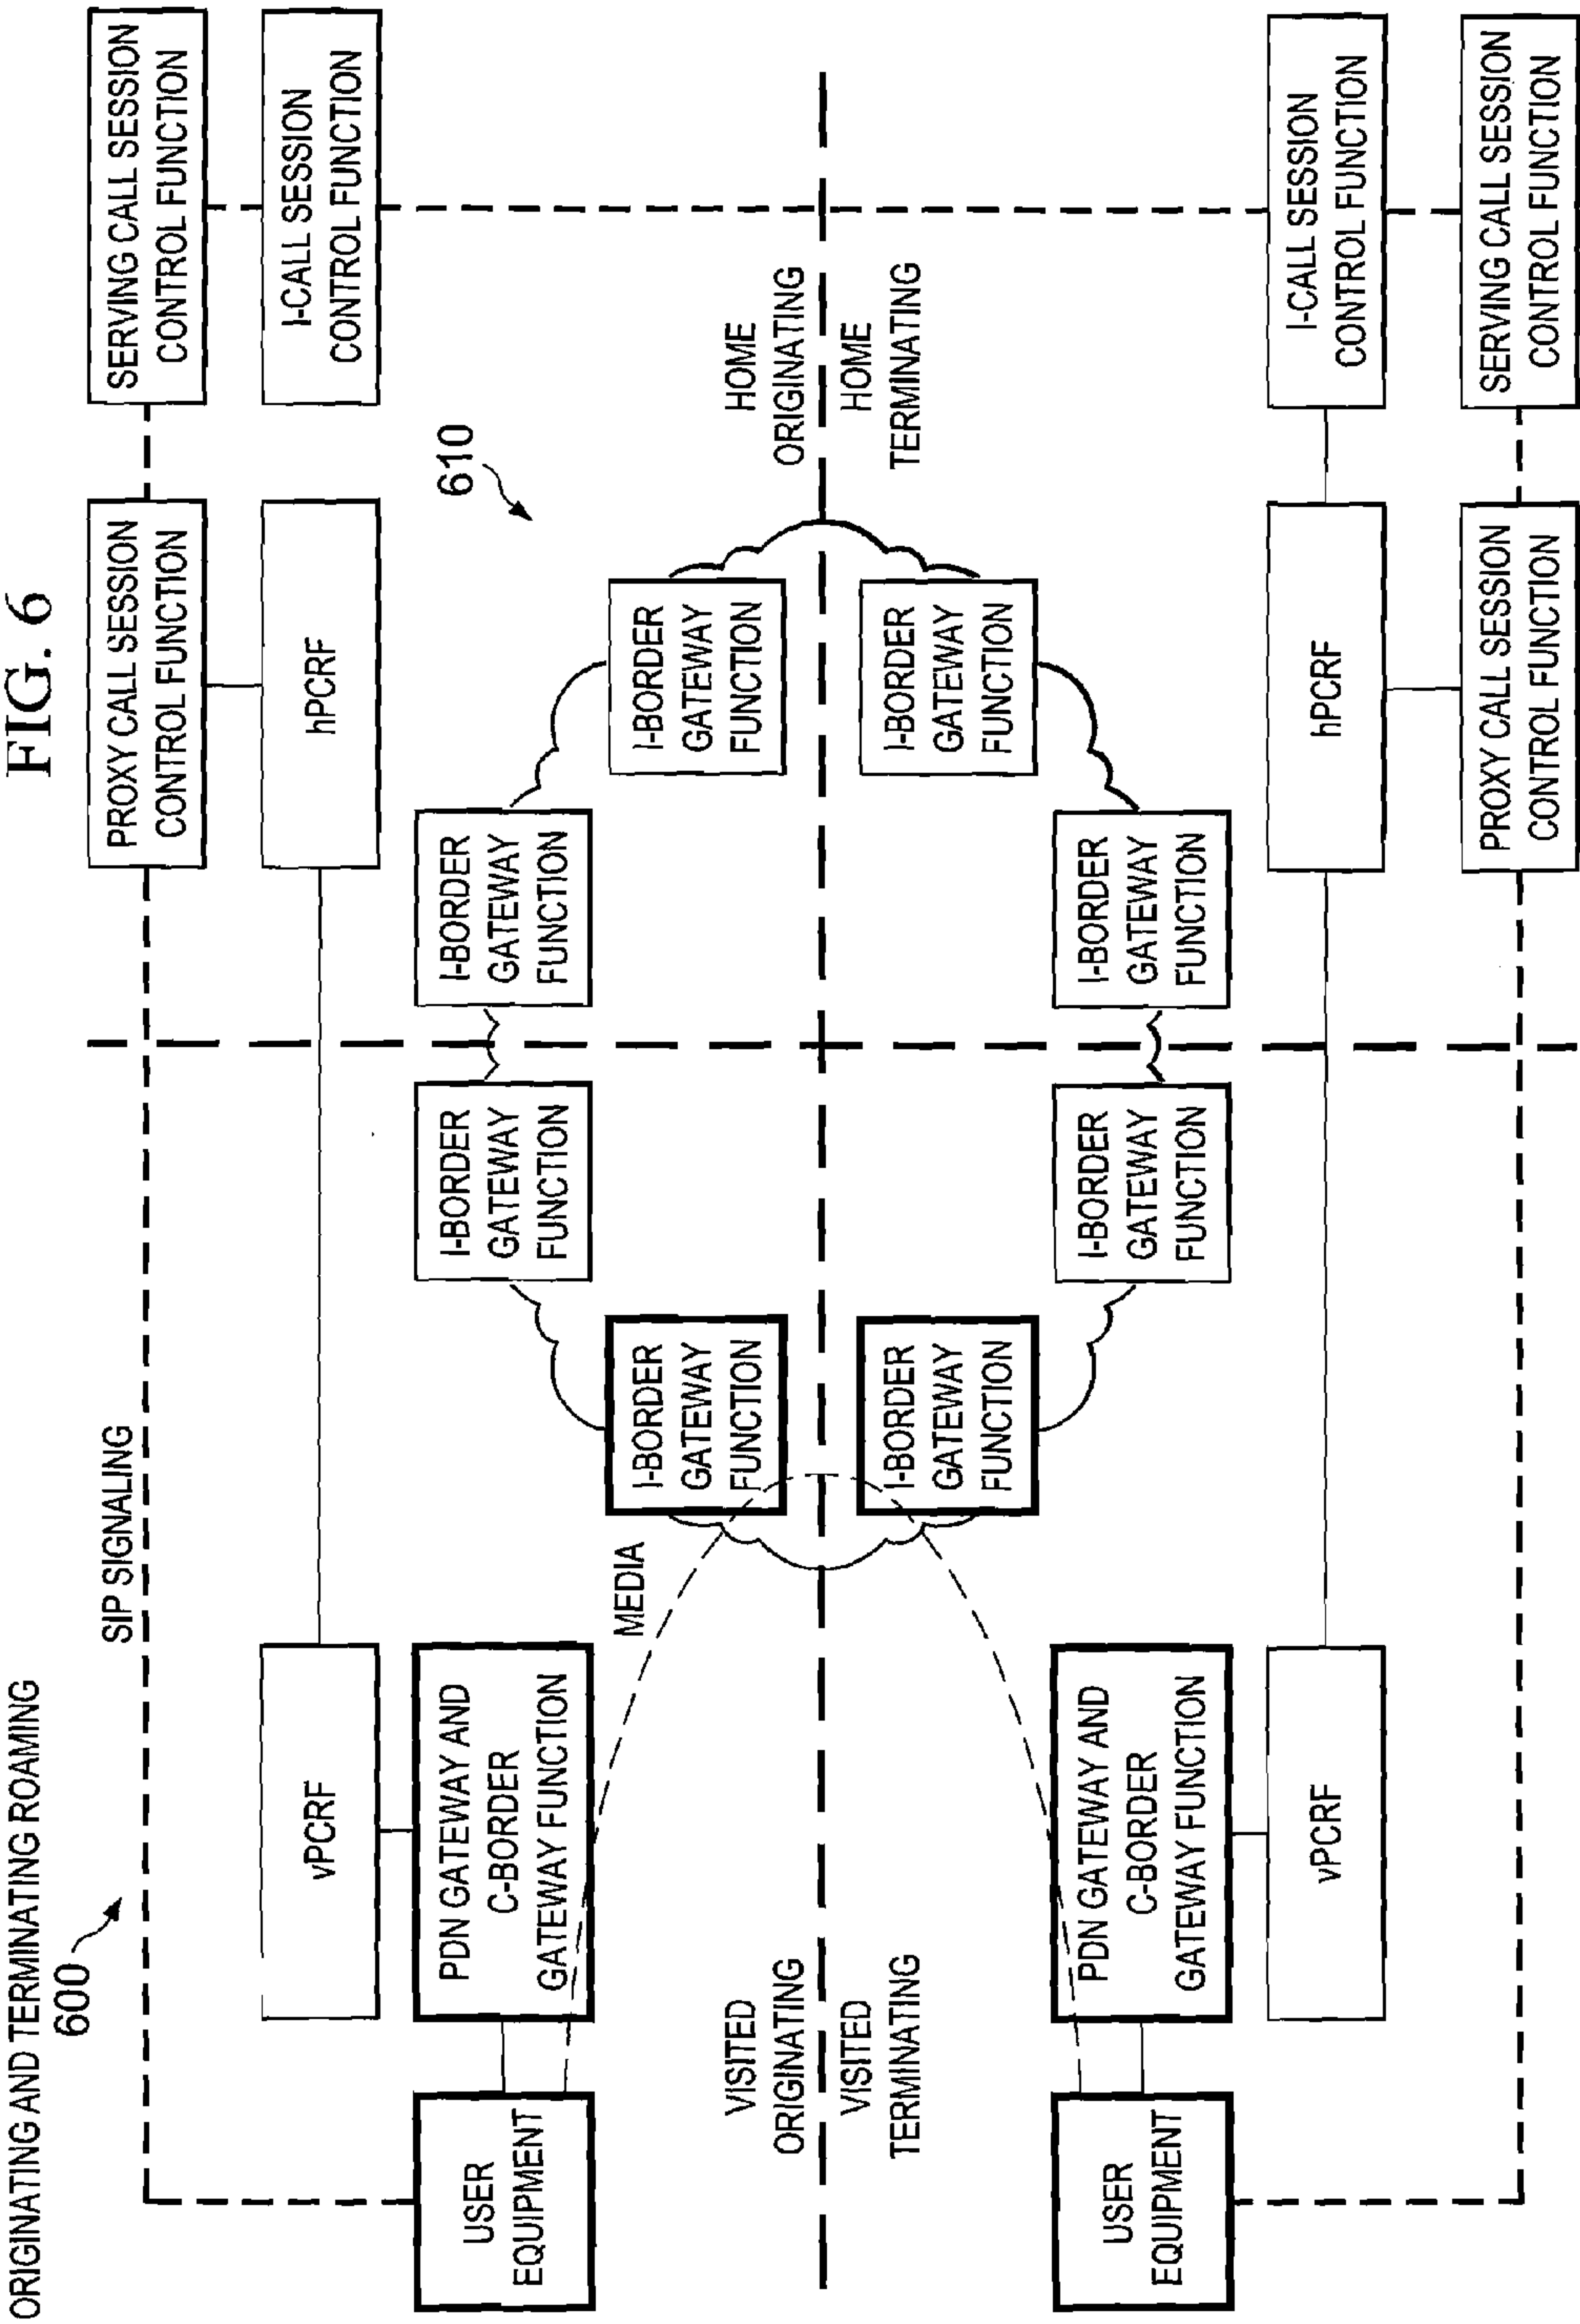 ORIGINATING AND TERMINATING ROAMING
FIG. 6
600
SIP SIGNALING
PROXY CALL SESSION
CONTROL FUNCTION
SERVING CALL SESSION
CONTROL FUNCTION
vPCRF
hPCRF
I-CALL SESSION
CONTROL FUNCTION
USER
EQUIPMENT
PDN GATEWAY AND
C-BORDER
GATEWAY FUNCTION
I-BORDER
GATEWAY
FUNCTION
I-BORDER
GATEWAY
FUNCTION
610
MEDIA
I-BORDER
GATEWAY
FUNCTION
I-BORDER
GATEWAY
FUNCTION
VISITED
ORIGINATING
HOME
ORIGINATING
VISITED
TERMINATING
HOME
TERMINATING
I-BORDER
GATEWAY
FUNCTION
I-BORDER
GATEWAY
FUNCTION
USER
EQUIPMENT
PDN GATEWAY AND
C-BORDER
GATEWAY FUNCTION
I-BORDER
GATEWAY
FUNCTION
I-BORDER
GATEWAY
FUNCTION
vPCRF
hPCRF
I-CALL SESSION
CONTROL FUNCTION
PROXY CALL SESSION
CONTROL FUNCTION
SERVING CALL SESSION
CONTROL FUNCTION